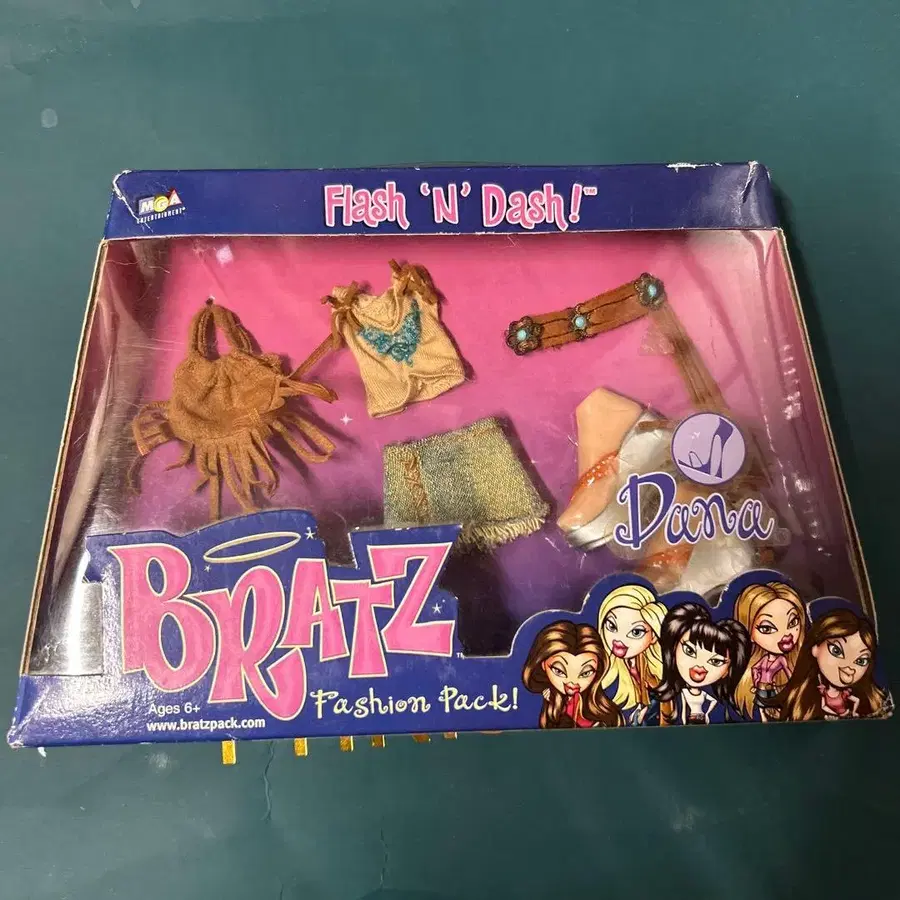 MGA
ENTERTAINMENT
Flash 'N' Dash!™
Dana
BRATZ™
Fashion Pack!
Ages 6+
www.bratzpack.com